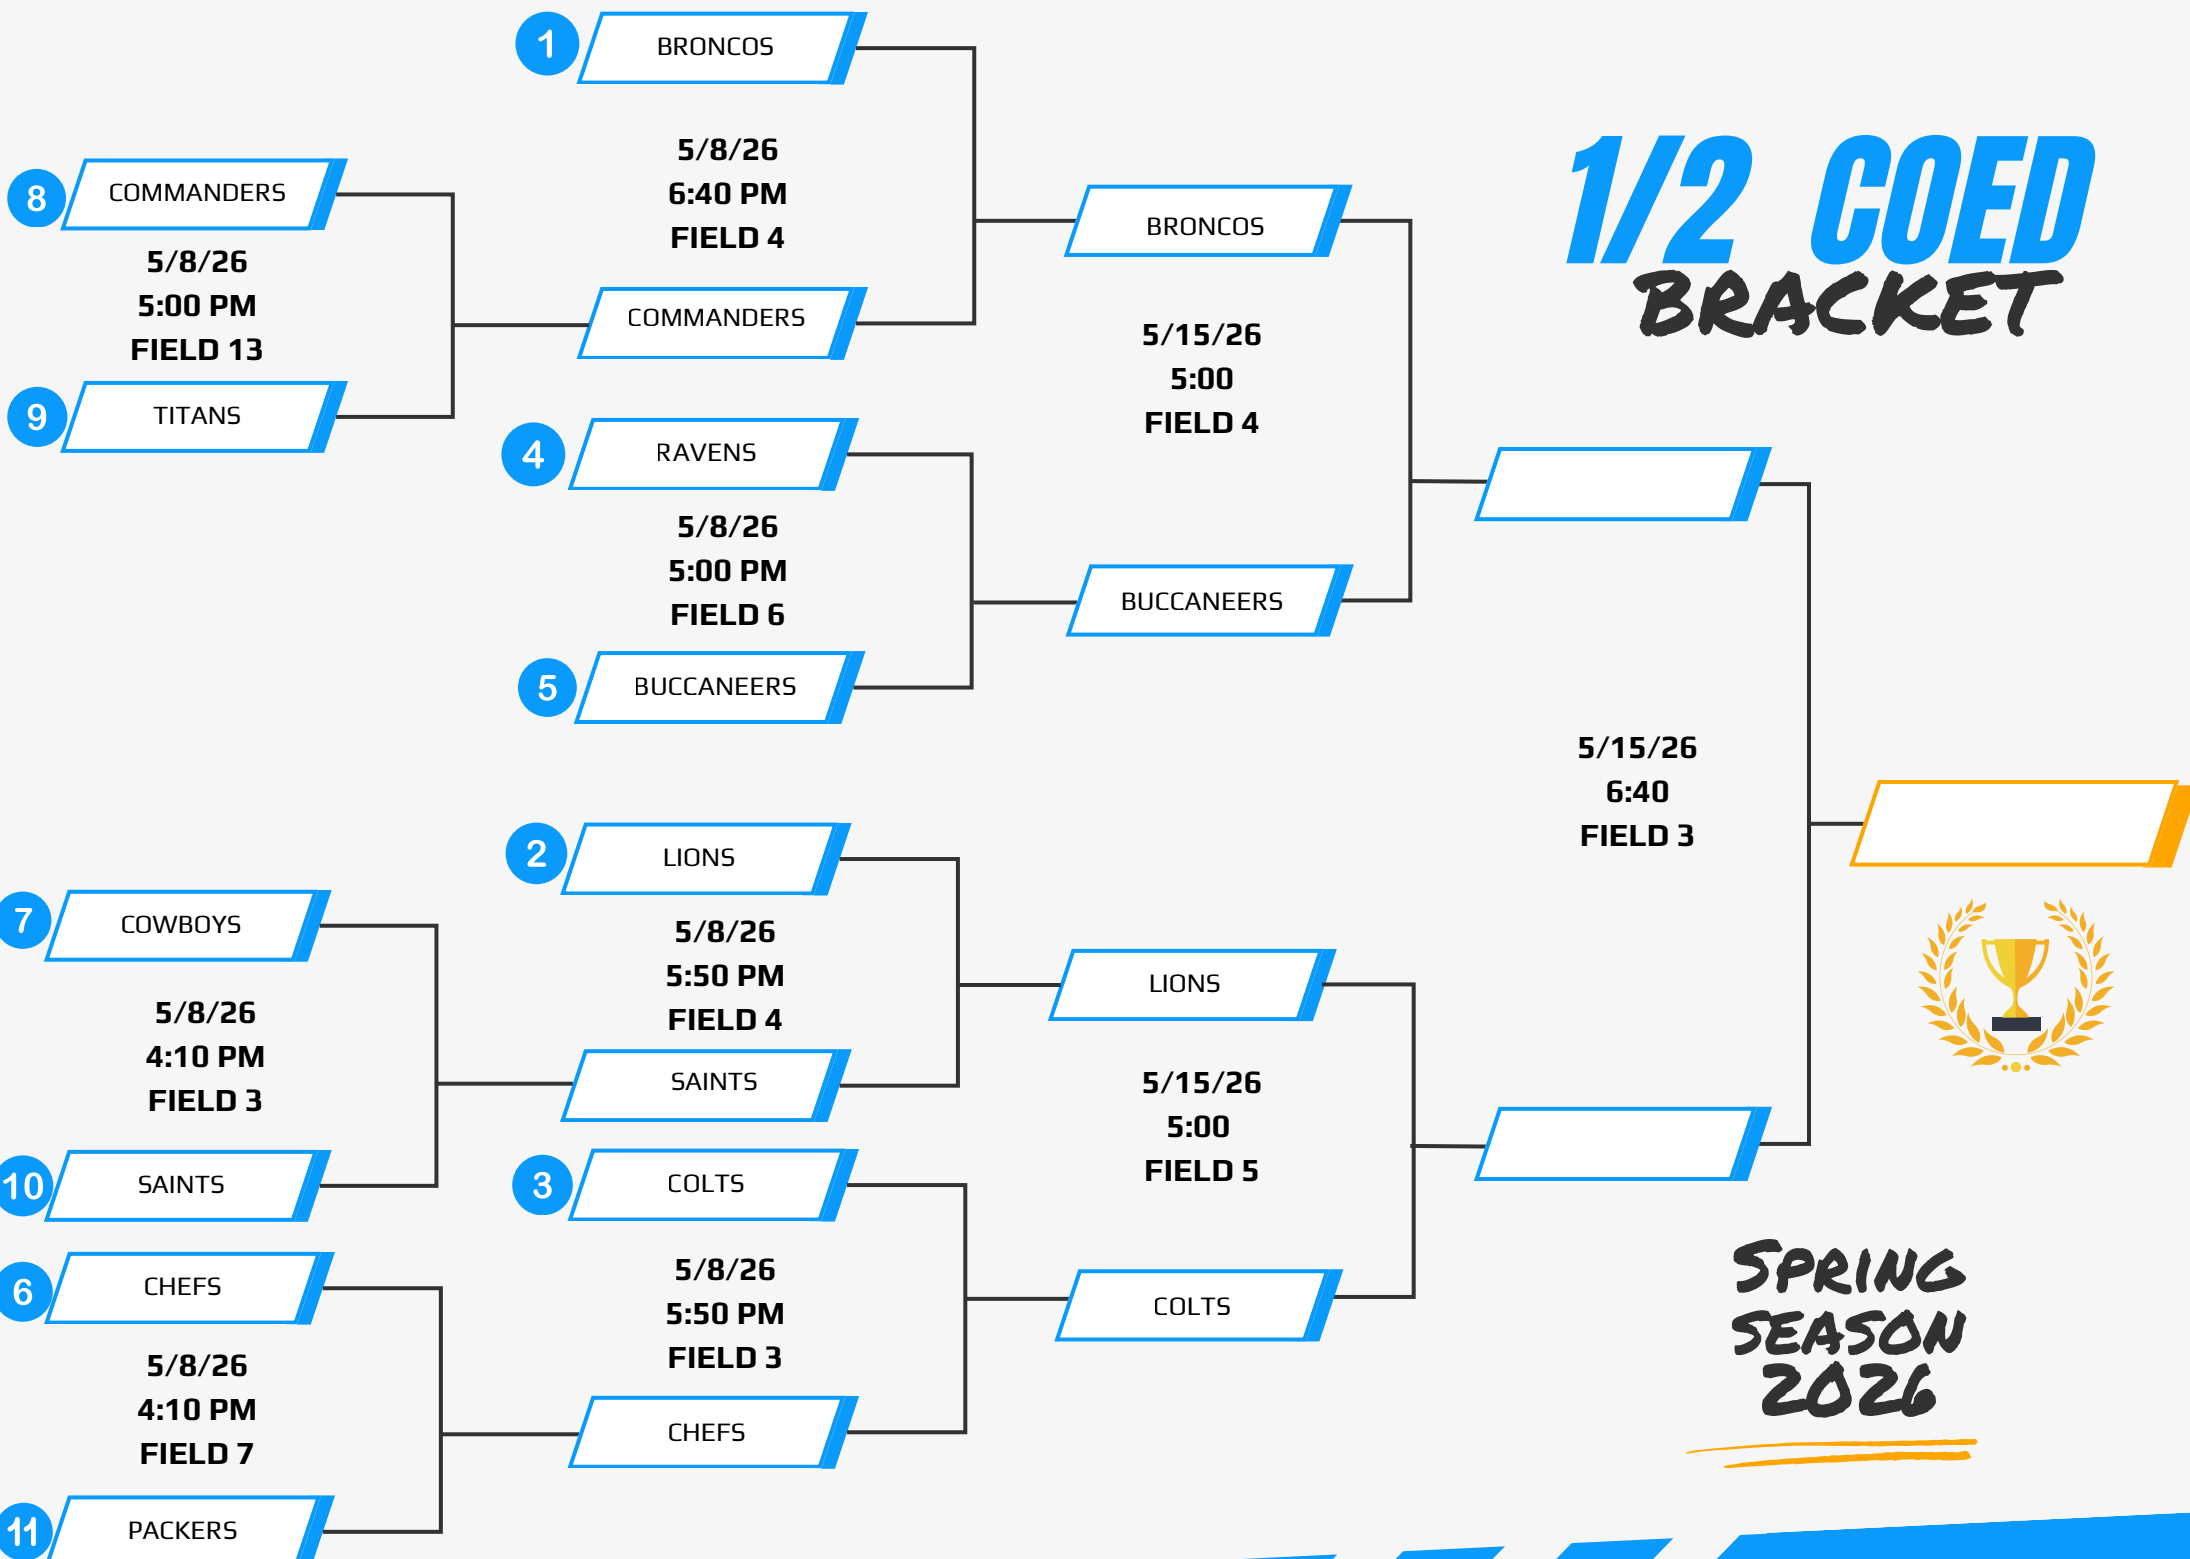 1
BRONCOS
5/8/26
6:40 PM
FIELD 4
8
COMMANDERS
5/8/26
5:00 PM
FIELD 13
9
TITANS
COMMANDERS
4
RAVENS
5/8/26
5:00 PM
FIELD 6
5
BUCCANEERS
BRONCOS
5/15/26
5:00
FIELD 4
BUCCANEERS
1/2 COED
BRACKET
5/15/26
6:40
FIELD 3
2
LIONS
5/8/26
5:50 PM
FIELD 4
7
COWBOYS
5/8/26
4:10 PM
FIELD 3
10
SAINTS
SAINTS
3
COLTS
5/8/26
5:50 PM
FIELD 3
6
CHEFS
5/8/26
4:10 PM
FIELD 7
11
PACKERS
CHEFS
LIONS
5/15/26
5:00
FIELD 5
COLTS
SPRING
SEASON
2026